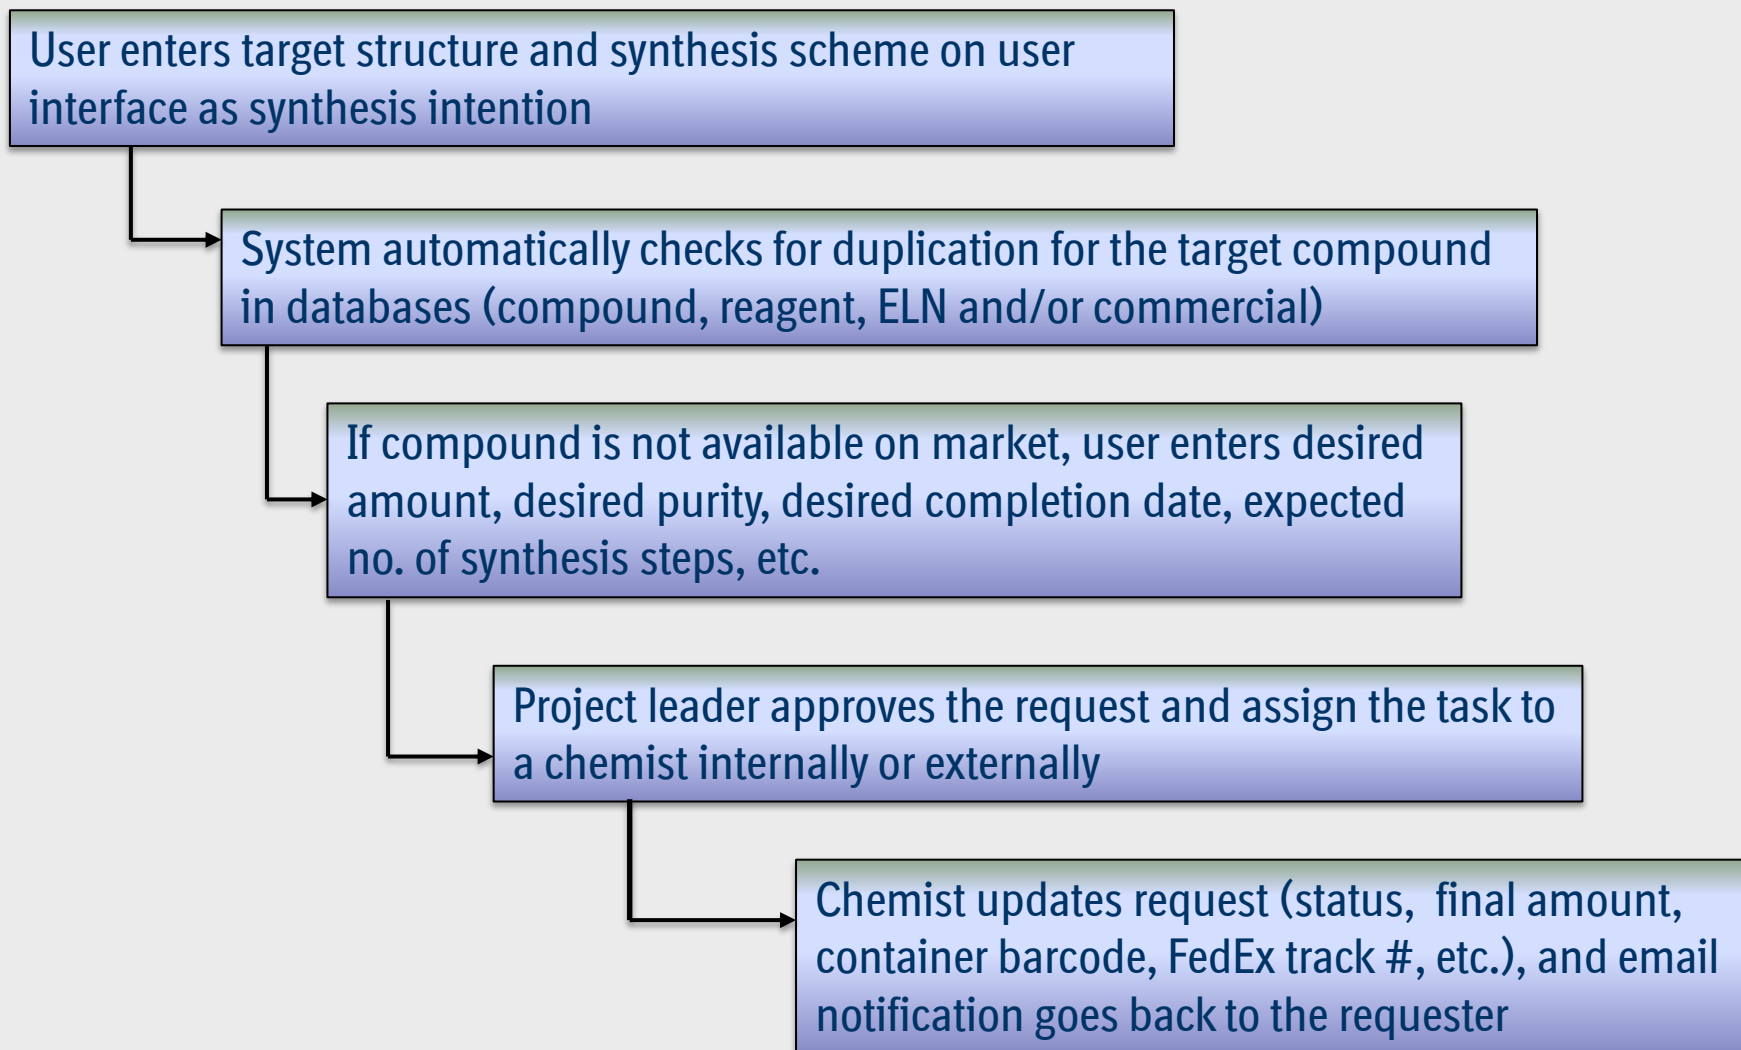 User enters target structure and synthesis scheme on user
interface as synthesis intention
System automatically checks for duplication for the target compound
in databases (compound, reagent, ELN and/or commercial)
If compound is not available on market, user enters desired
amount, desired purity, desired completion date, expected
no. of synthesis steps, etc.
Project leader approves the request and assign the task to
a chemist internally or externally
Chemist updates request (status,  final amount,
container barcode, FedEx track #, etc.), and email
notification goes back to the requester